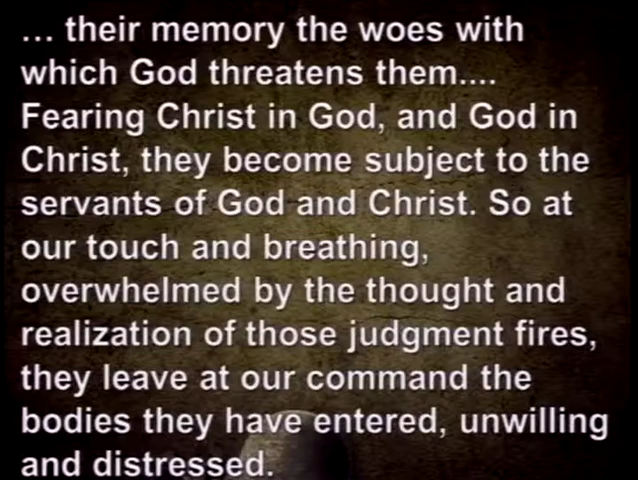 ... their memory the woes with
which God threatens them....
Fearing Christ in God, and God in
Christ, they become subject to the
servants of God and Christ. So at
our touch and breathing,
overwhelmed by the thought and
realization of those judgment fires,
they leave at our command the
bodies they have entered, unwilling
and distressed.